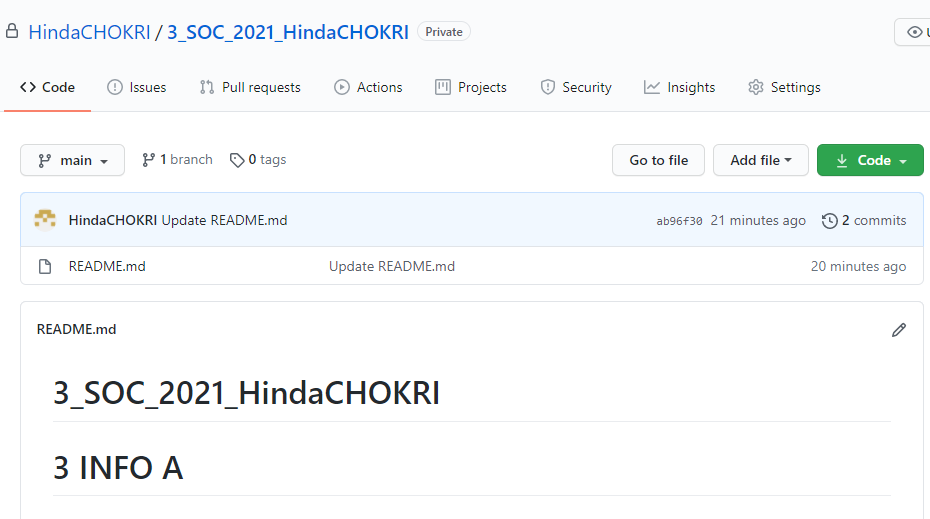 HindaCHOKRI / 3_SOC_2021_HindaCHOKRI Private
Code Issues Pull requests Actions Projects Security Insights Settings
main 1 branch 0 tags Go to file Add file Code
HindaCHOKRI Update README.md ab96f30 21 minutes ago 2 commits
README.md Update README.md 20 minutes ago
README.md
3_SOC_2021_HindaCHOKRI
3 INFO A